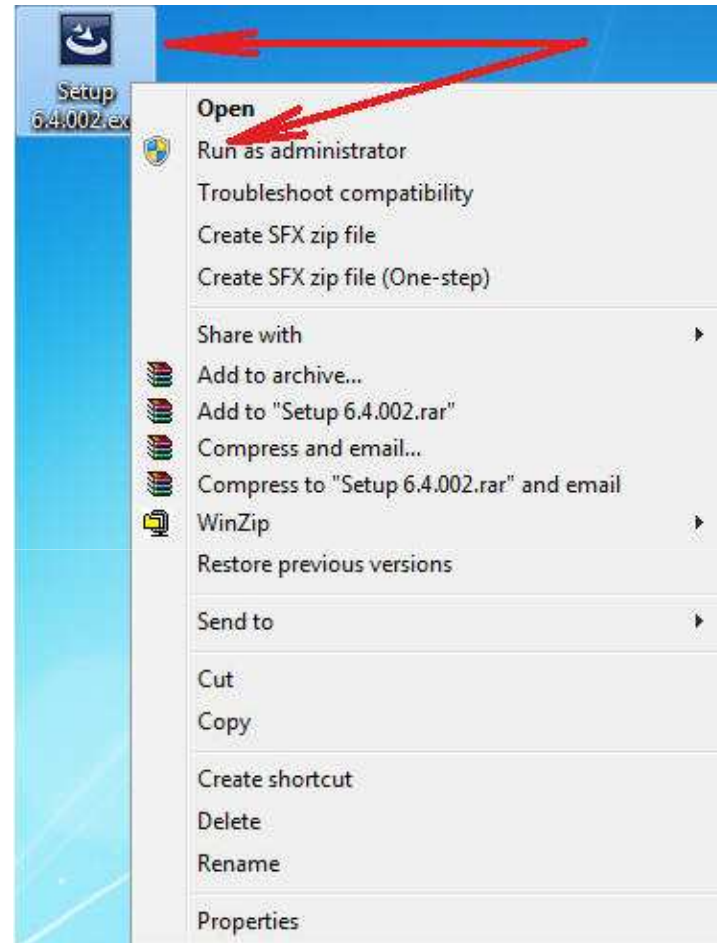 Setup
6.4.002.ex
Open
Run as administrator
Troubleshoot compatibility
Create SFX zip file
Create SFX zip file (One-step)
Share with
Add to archive...
Add to "Setup 6.4.002.rar"
Compress and email...
Compress to "Setup 6.4.002.rar" and email
WinZip
Restore previous versions
Send to
Cut
Copy
Create shortcut
Delete
Rename
Properties